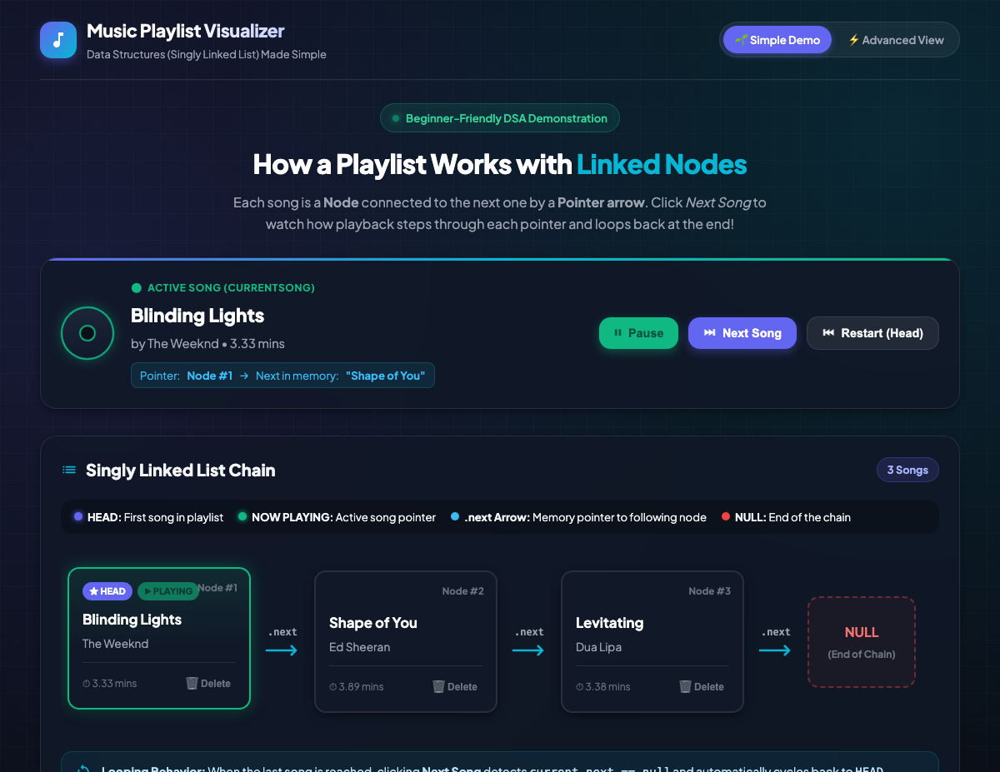 Music Playlist Visualizer
Data Structures (Singly Linked List) Made Simple
Simple Demo
Advanced View
Beginner-Friendly DSA Demonstration
How a Playlist Works with Linked Nodes
Each song is a Node connected to the next one by a Pointer arrow. Click Next Song to
watch how playback steps through each pointer and loops back at the end!
ACTIVE SONG (CURRENTSONG)
Blinding Lights
by The Weeknd • 3.33 mins
Pointer: Node #1 → Next in memory: "Shape of You"
Pause
Next Song
Restart (Head)
Singly Linked List Chain
3 Songs
HEAD: First song in playlist
NOW PLAYING: Active song pointer
.next Arrow: Memory pointer to following node
NULL: End of the chain
HEAD
PLAYING
Node #1
Blinding Lights
The Weeknd
3.33 mins
Delete
.next
Node #2
Shape of You
Ed Sheeran
3.89 mins
Delete
.next
Node #3
Levitating
Dua Lipa
3.38 mins
Delete
.next
NULL
(End of Chain)
Looping Behavior: When the last song is reached, clicking Next Song detects current.next == null and automatically cycles back to HEAD